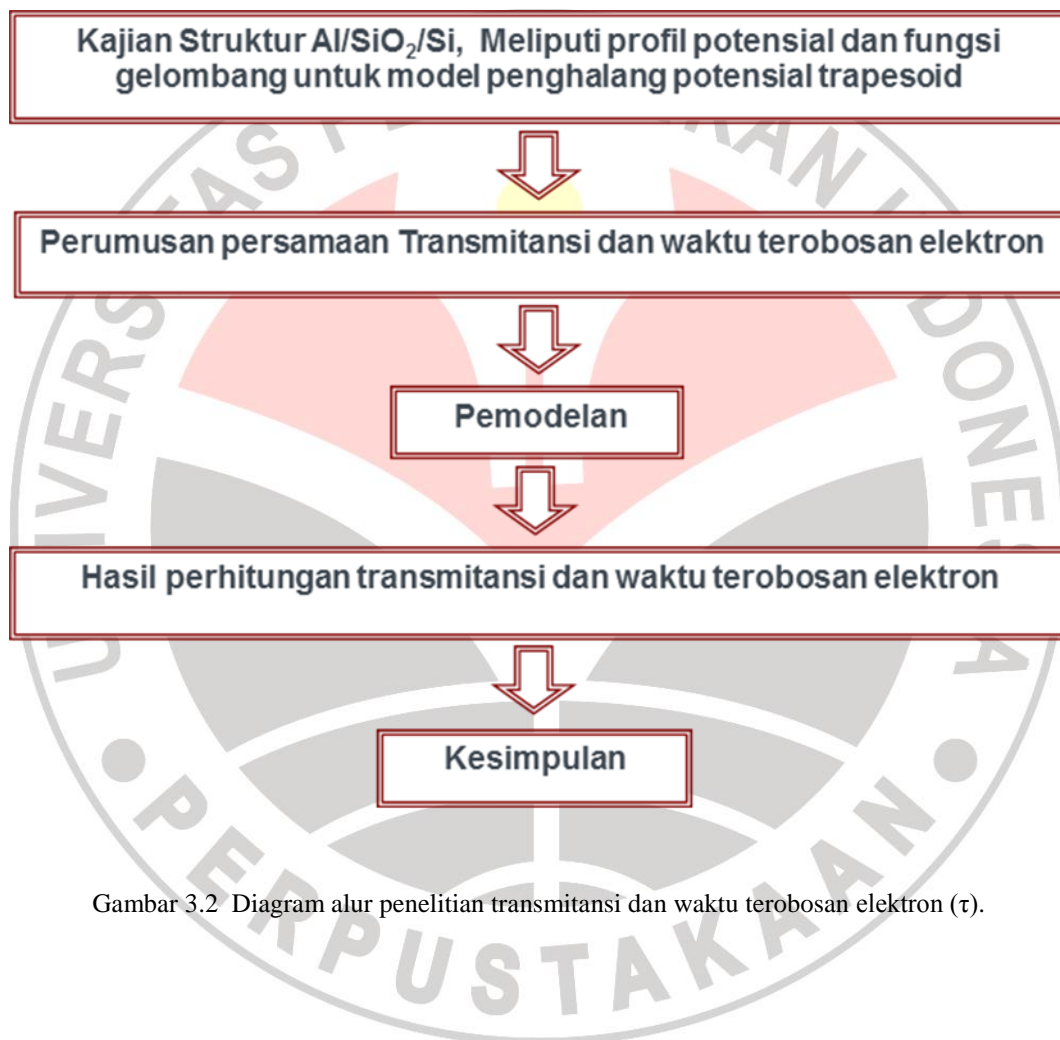 Kajian Struktur Al/SiO₂/Si, Meliputi profil potensial dan fungsi
gelombang untuk model penghalang potensial trapesoid
Perumusan persamaan Transmitansi dan waktu terobosan elektron
Pemodelan
Hasil perhitungan transmitansi dan waktu terobosan elektron
Kesimpulan
Gambar 3.2 Diagram alur penelitian transmitansi dan waktu terobosan elektron (τ).
PERPUSTAKAAN